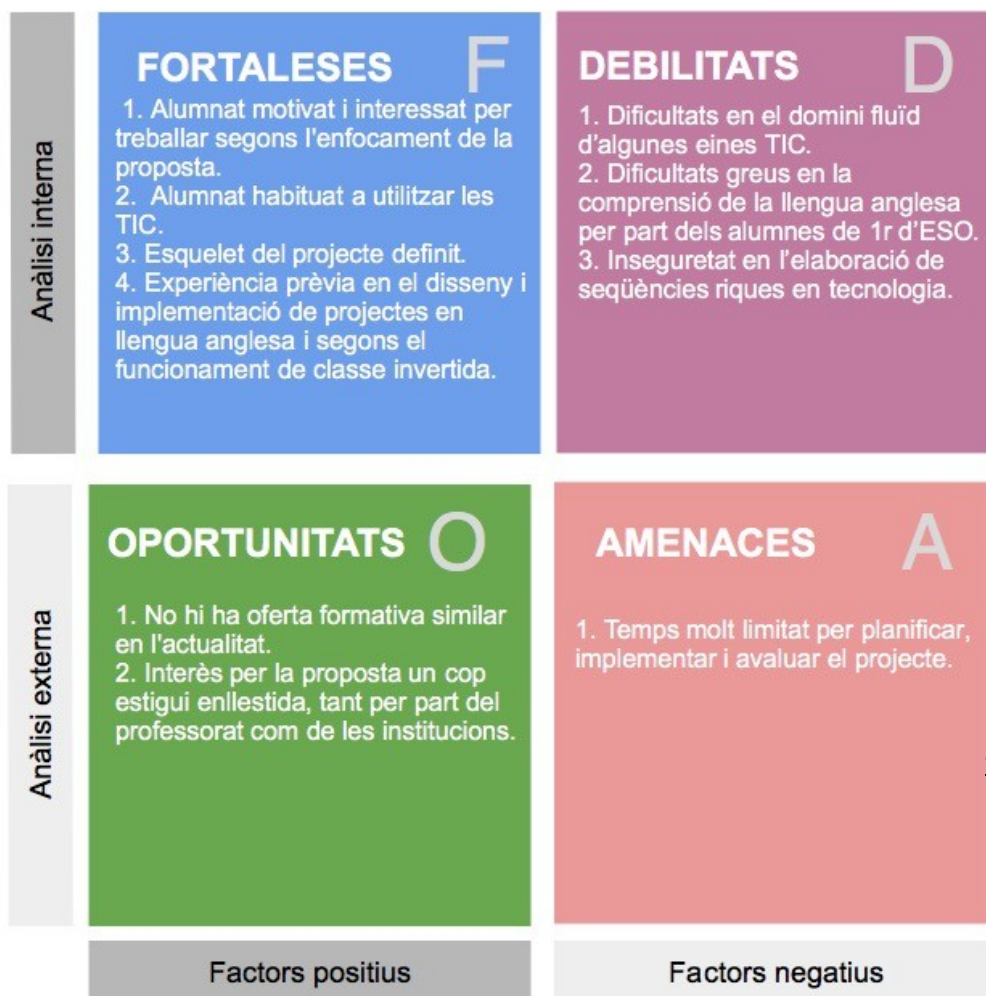 Anàlisi interna
FORTALESES F
1. Alumnat motivat i interessat per
treballar segons l'enfocament de la
proposta.
2. Alumnat habituat a utilitzar les
TIC.
3. Esquelet del projecte definit.
4. Experiència prèvia en el disseny i
implementació de projectes en
llengua anglesa i segons el
funcionament de classe invertida.
DEBILITATS D
1. Dificultats en el domini fluïd
d'algunes eines TIC.
2. Dificultats greus en la
comprensió de la llengua anglesa
per part dels alumnes de 1r d'ESO.
3. Inseguretat en l'elaboració de
seqüències riques en tecnologia.
Anàlisi externa
OPORTUNITATS O
1. No hi ha oferta formativa similar
en l'actualitat.
2. Interès per la proposta un cop
estigui enllestida, tant per part del
professorat com de les institucions.
AMENACES A
1. Temps molt limitat per planificar,
implementar i avaluar el projecte.
Factors positius
Factors negatius